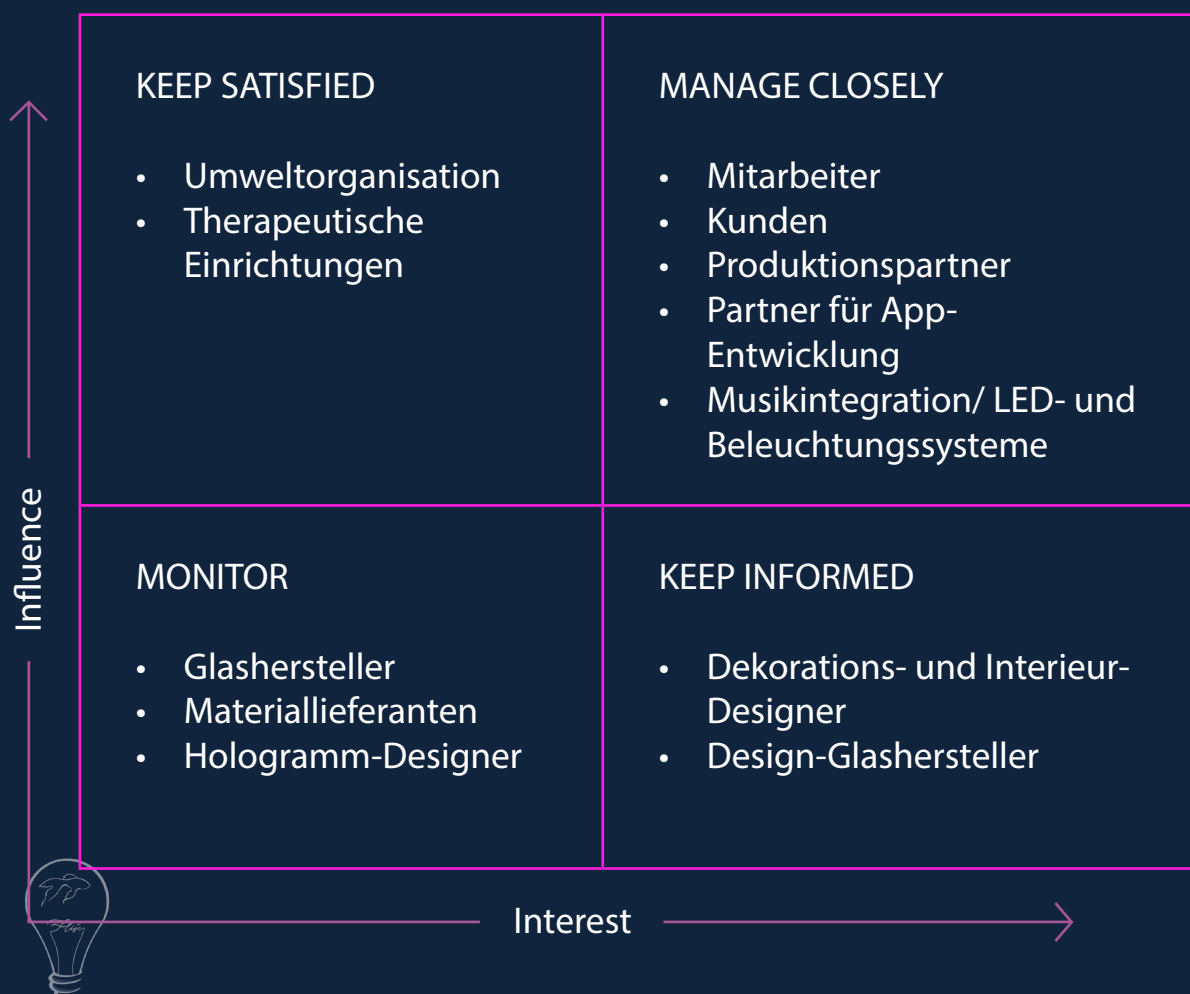 KEEP SATISFIED
• Umweltorganisation
• Therapeutische
Einrichtungen
MANAGE CLOSELY
• Mitarbeiter
• Kunden
• Produktionspartner
• Partner für App-
Entwicklung
• Musikintegration/ LED- und
Beleuchtungssysteme
Influence
MONITOR
• Glashersteller
• Materiallieferanten
• Hologramm-Designer
KEEP INFORMED
• Dekorations- und Interieur-
Designer
• Design-Glashersteller
Interest